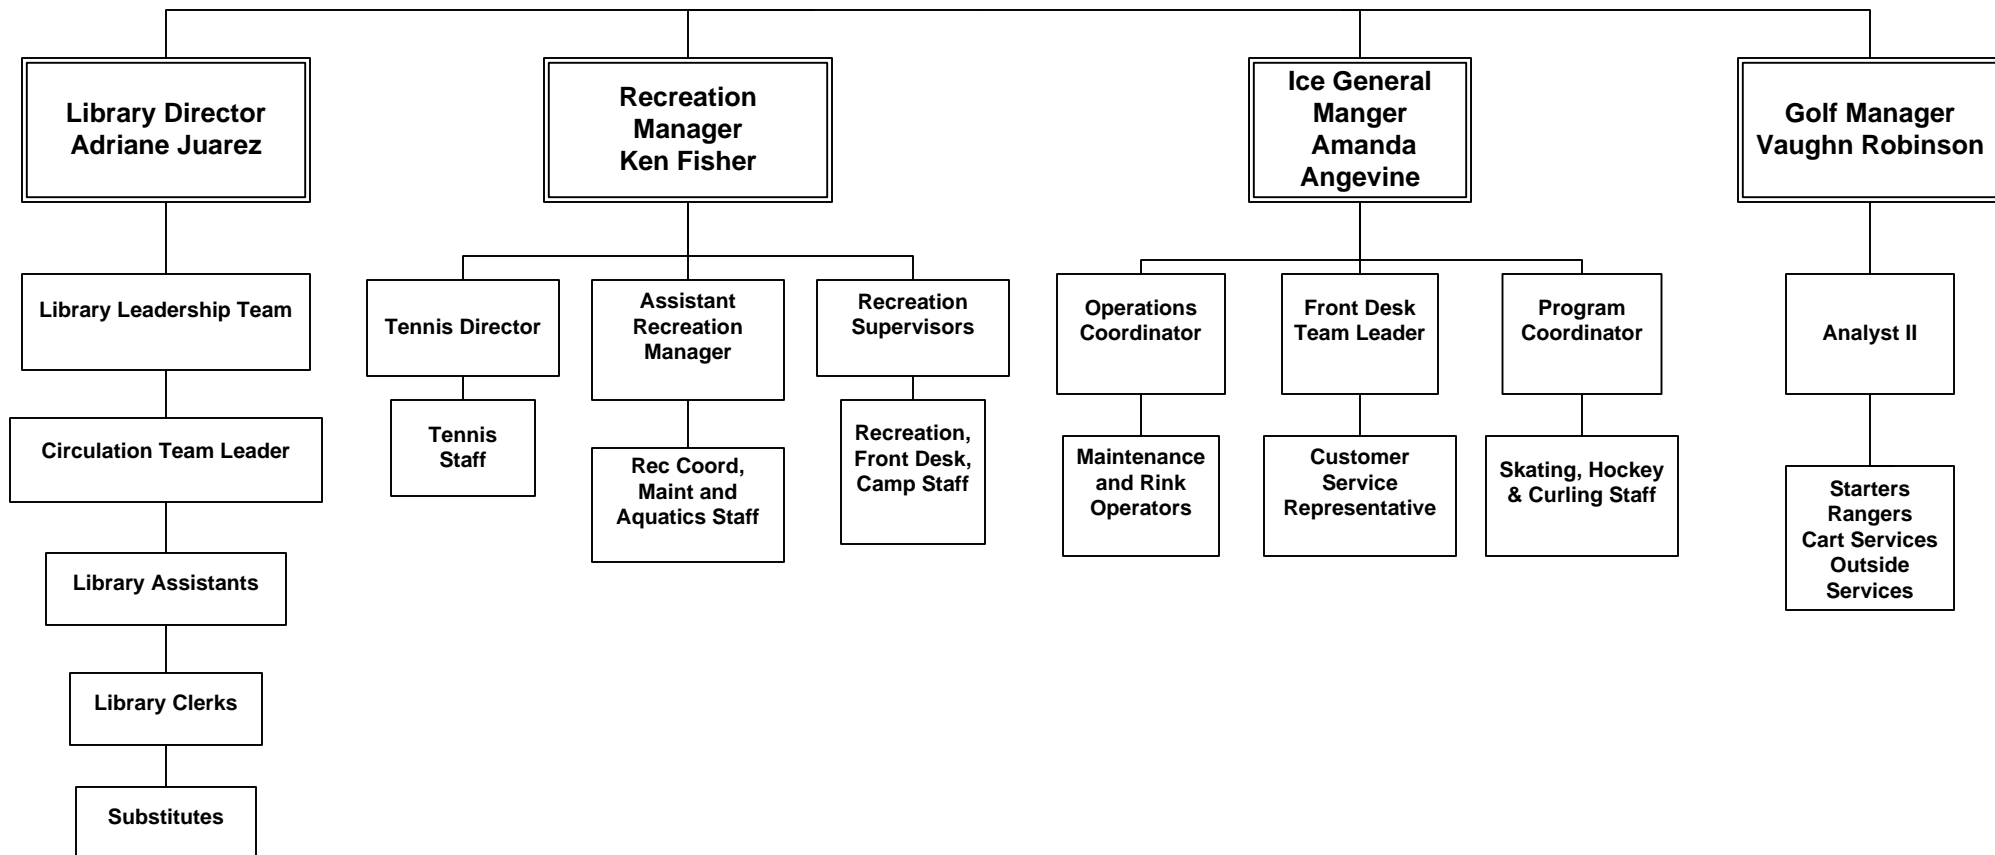 Library Director
Adriane Juarez
Recreation
Manager
Ken Fisher
Ice General
Manger
Amanda
Angevine
Golf Manager
Vaughn Robinson
Library Leadership Team
Tennis Director
Assistant
Recreation
Manager
Recreation
Supervisors
Operations
Coordinator
Front Desk
Team Leader
Program
Coordinator
Analyst II
Circulation Team Leader
Tennis
Staff
Rec Coord,
Maint and
Aquatics Staff
Recreation,
Front Desk,
Camp Staff
Maintenance
and Rink
Operators
Customer
Service
Representative
Skating, Hockey
& Curling Staff
Starters
Rangers
Cart Services
Outside
Services
Library Assistants
Library Clerks
Substitutes